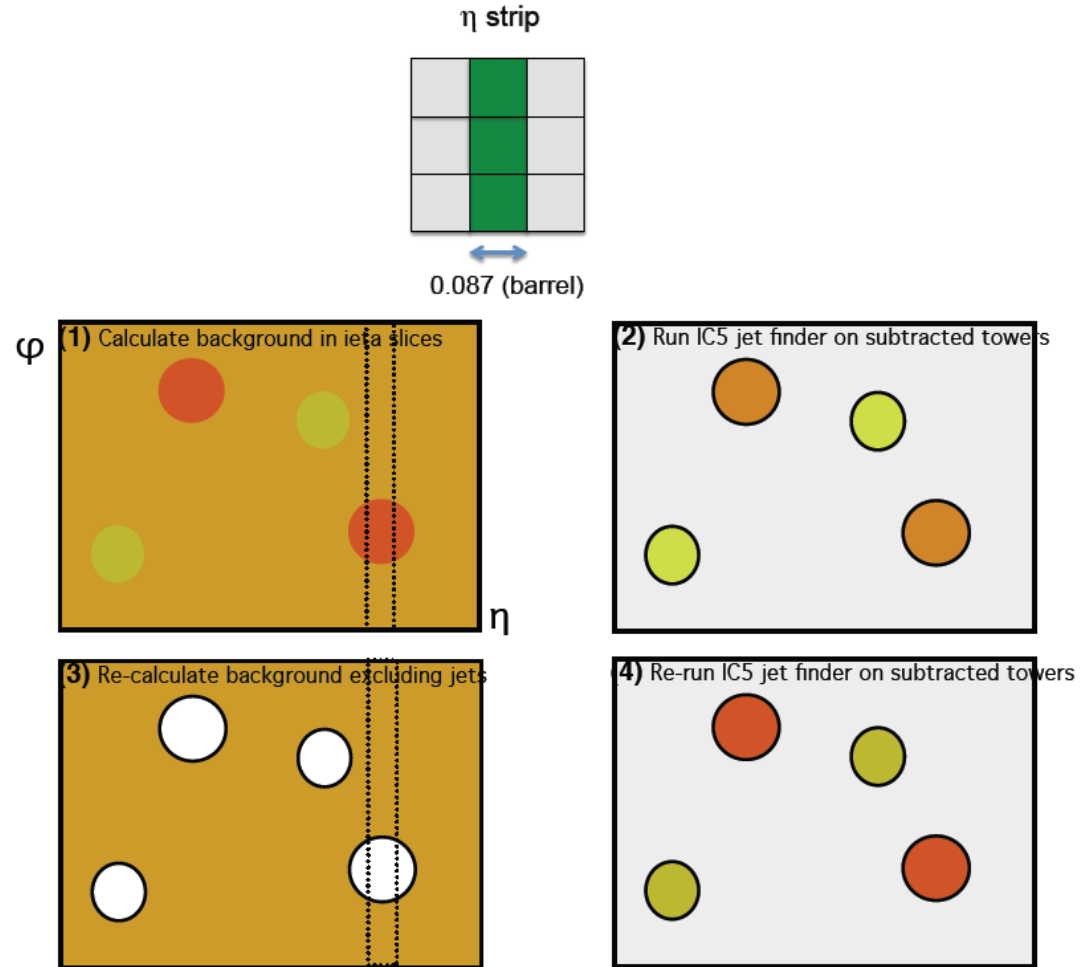 η strip
0.087 (barrel)
φ
(1) Calculate background in ieta slices
(2) Run IC5 jet finder on subtracted towers
η
(3) Re-calculate background excluding jets
(4) Re-run IC5 jet finder on subtracted towers